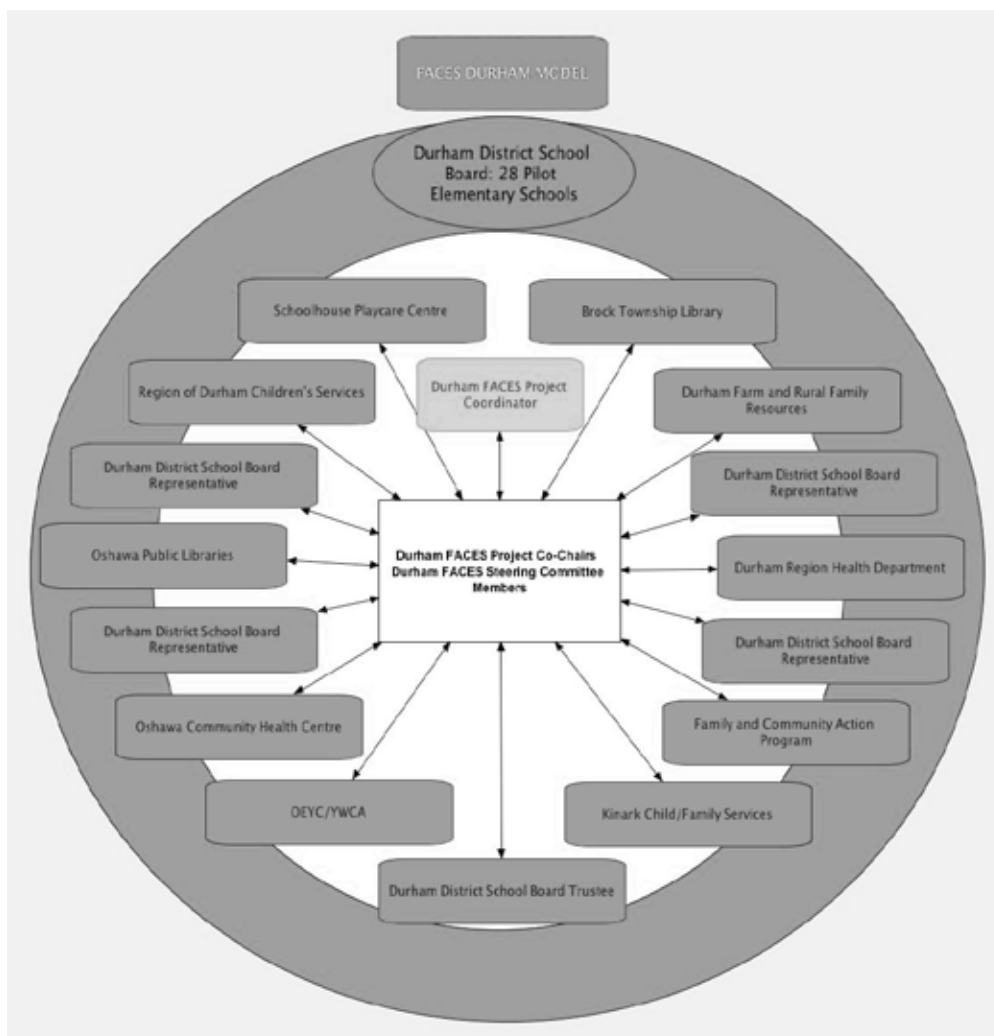 FACES DURHAM MODEL
Durham District School
Board: 28 Pilot
Elementary Schools
Schoolhouse Playcare Centre
Brock Township Library
Region of Durham Children's Services
Durham FACES Project
Coordinator
Durham Farm and Rural Family
Resources
Durham District School Board
Representative
Durham District School Board
Representative
Oshawa Public Libraries
Durham FACES Project Co-Chairs
Durham FACES Steering Committee
Members
Durham Region Health Department
Durham District School Board
Representative
Durham District School Board
Representative
Oshawa Community Health Centre
Family and Community Action
Program
OEYC/YWCA
Kinark Child/Family Services
Durham District School Board Trustee